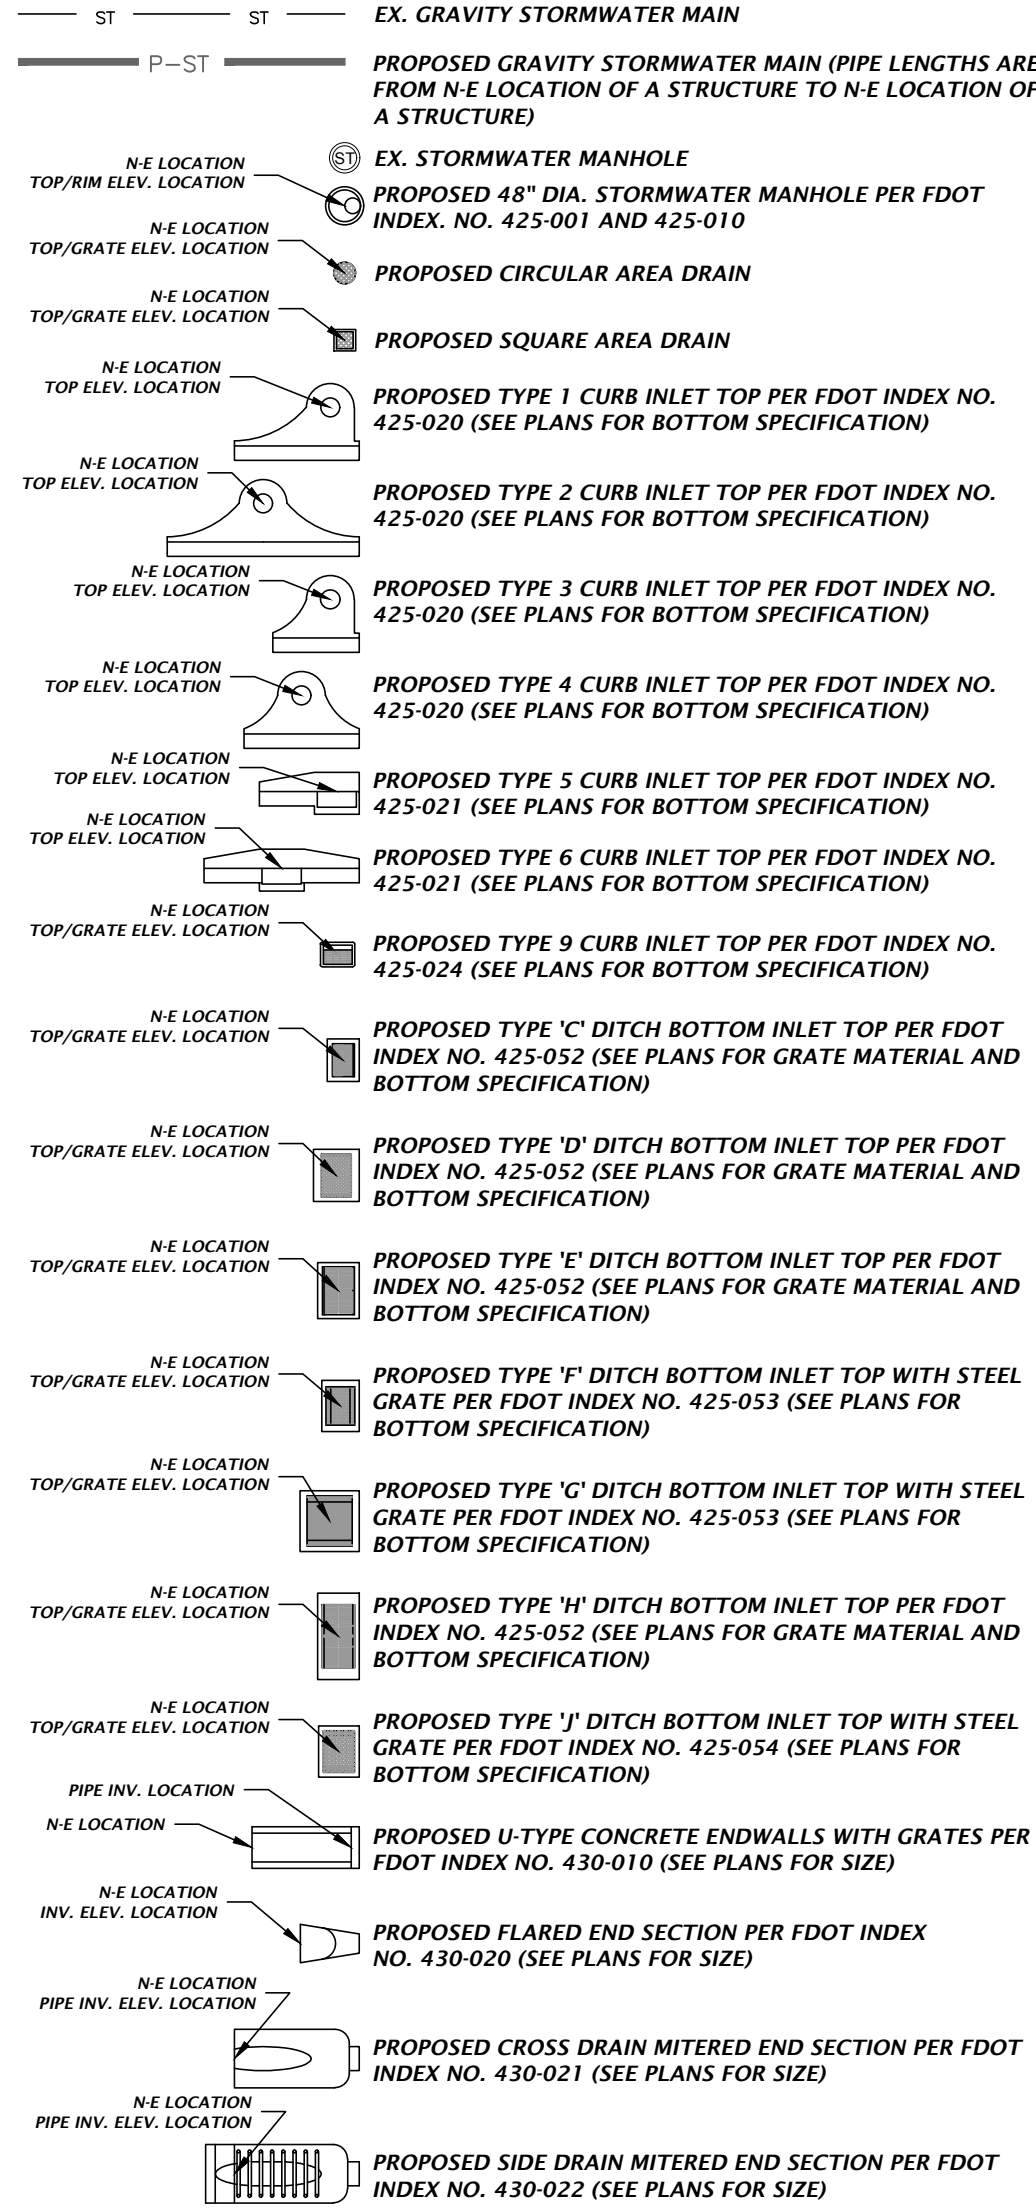 ST ST EX. GRAVITY STORMWATER MAIN
P-ST PROPOSED GRAVITY STORMWATER MAIN (PIPE LENGTHS ARE
FROM N-E LOCATION OF A STRUCTURE TO N-E LOCATION OF
A STRUCTURE)
ST EX. STORMWATER MANHOLE
N-E LOCATION
TOP/RIM ELEV. LOCATION
PROPOSED 48" DIA. STORMWATER MANHOLE PER FDOT
INDEX. NO. 425-001 AND 425-010
N-E LOCATION
TOP/GRATE ELEV. LOCATION
PROPOSED CIRCULAR AREA DRAIN
N-E LOCATION
TOP/GRATE ELEV. LOCATION
PROPOSED SQUARE AREA DRAIN
N-E LOCATION
TOP ELEV. LOCATION
PROPOSED TYPE 1 CURB INLET TOP PER FDOT INDEX NO.
425-020 (SEE PLANS FOR BOTTOM SPECIFICATION)
N-E LOCATION
TOP ELEV. LOCATION
PROPOSED TYPE 2 CURB INLET TOP PER FDOT INDEX NO.
425-020 (SEE PLANS FOR BOTTOM SPECIFICATION)
N-E LOCATION
TOP ELEV. LOCATION
PROPOSED TYPE 3 CURB INLET TOP PER FDOT INDEX NO.
425-020 (SEE PLANS FOR BOTTOM SPECIFICATION)
N-E LOCATION
TOP ELEV. LOCATION
PROPOSED TYPE 4 CURB INLET TOP PER FDOT INDEX NO.
425-020 (SEE PLANS FOR BOTTOM SPECIFICATION)
N-E LOCATION
TOP ELEV. LOCATION
PROPOSED TYPE 5 CURB INLET TOP PER FDOT INDEX NO.
425-021 (SEE PLANS FOR BOTTOM SPECIFICATION)
N-E LOCATION
TOP ELEV. LOCATION
PROPOSED TYPE 6 CURB INLET TOP PER FDOT INDEX NO.
425-021 (SEE PLANS FOR BOTTOM SPECIFICATION)
N-E LOCATION
TOP/GRATE ELEV. LOCATION
PROPOSED TYPE 9 CURB INLET TOP PER FDOT INDEX NO.
425-024 (SEE PLANS FOR BOTTOM SPECIFICATION)
N-E LOCATION
TOP/GRATE ELEV. LOCATION
PROPOSED TYPE 'C' DITCH BOTTOM INLET TOP PER FDOT
INDEX NO. 425-052 (SEE PLANS FOR GRATE MATERIAL AND
BOTTOM SPECIFICATION)
N-E LOCATION
TOP/GRATE ELEV. LOCATION
PROPOSED TYPE 'D' DITCH BOTTOM INLET TOP PER FDOT
INDEX NO. 425-052 (SEE PLANS FOR GRATE MATERIAL AND
BOTTOM SPECIFICATION)
N-E LOCATION
TOP/GRATE ELEV. LOCATION
PROPOSED TYPE 'E' DITCH BOTTOM INLET TOP PER FDOT
INDEX NO. 425-052 (SEE PLANS FOR GRATE MATERIAL AND
BOTTOM SPECIFICATION)
N-E LOCATION
TOP/GRATE ELEV. LOCATION
PROPOSED TYPE 'F' DITCH BOTTOM INLET TOP WITH STEEL
GRATE PER FDOT INDEX NO. 425-053 (SEE PLANS FOR
BOTTOM SPECIFICATION)
N-E LOCATION
TOP/GRATE ELEV. LOCATION
PROPOSED TYPE 'G' DITCH BOTTOM INLET TOP WITH STEEL
GRATE PER FDOT INDEX NO. 425-053 (SEE PLANS FOR
BOTTOM SPECIFICATION)
N-E LOCATION
TOP/GRATE ELEV. LOCATION
PROPOSED TYPE 'H' DITCH BOTTOM INLET TOP PER FDOT
INDEX NO. 425-052 (SEE PLANS FOR GRATE MATERIAL AND
BOTTOM SPECIFICATION)
N-E LOCATION
TOP/GRATE ELEV. LOCATION
PROPOSED TYPE 'J' DITCH BOTTOM INLET TOP WITH STEEL
GRATE PER FDOT INDEX NO. 425-054 (SEE PLANS FOR
BOTTOM SPECIFICATION)
PIPE INV. LOCATION
N-E LOCATION
PROPOSED U-TYPE CONCRETE ENDWALLS WITH GRATES PER
FDOT INDEX NO. 430-010 (SEE PLANS FOR SIZE)
N-E LOCATION
INV. ELEV. LOCATION
PROPOSED FLARED END SECTION PER FDOT INDEX
NO. 430-020 (SEE PLANS FOR SIZE)
N-E LOCATION
PIPE INV. ELEV. LOCATION
PROPOSED CROSS DRAIN MITERED END SECTION PER FDOT
INDEX NO. 430-021 (SEE PLANS FOR SIZE)
N-E LOCATION
PIPE INV. ELEV. LOCATION
PROPOSED SIDE DRAIN MITERED END SECTION PER FDOT
INDEX NO. 430-022 (SEE PLANS FOR SIZE)